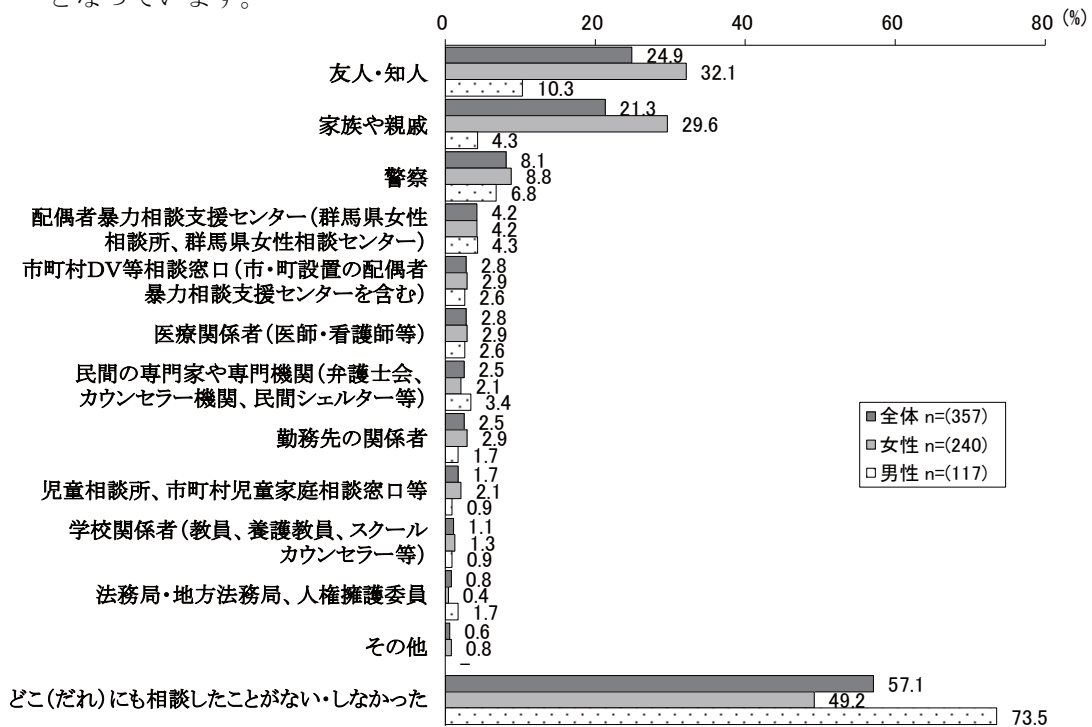 となっています。
0 20 40 60 80 (%)
友人・知人
24.9
32.1
10.3
家族や親戚
21.3
29.6
4.3
警察
8.1
8.8
6.8
配偶者暴力相談支援センター（群馬県女性
相談所、群馬県女性相談センター）
4.2
4.2
4.3
市町村DV等相談窓口（市・町設置の配偶者
暴力相談支援センターを含む）
2.8
2.9
2.6
医療関係者（医師・看護師等）
2.8
2.9
2.6
民間の専門家や専門機関（弁護士会、
カウンセラー機関、民間シェルター等）
2.5
2.1
3.4
勤務先の関係者
2.5
2.9
1.7
児童相談所、市町村児童家庭相談窓口等
1.7
2.1
0.9
学校関係者（教員、養護教員、スクール
カウンセラー等）
1.1
1.3
0.9
法務局・地方法務局、人権擁護委員
0.8
0.4
1.7
その他
0.6
0.8
–
どこ（だれ）にも相談したことがない・しなかった
57.1
49.2
73.5
全体 n=(357)
女性 n=(240)
男性 n=(117)